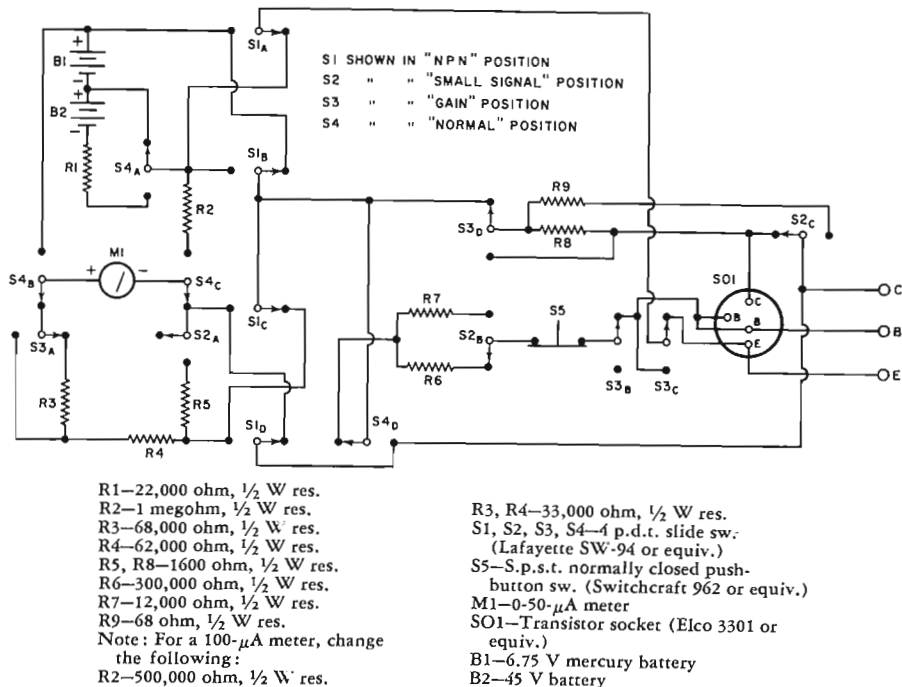 S1 SHOWN IN "NPN" POSITION
S2 " " "SMALL SIGNAL" POSITION
S3 " " "GAIN" POSITION
S4 " " "NORMAL" POSITION
S1A
+
B1
-
+
B2
-
R1
S4A
R2
S1B
R9
S3D
R8
S2C
M1
S4B
+
-
S4C
SO1
C
B
B
E
C
B
E
S3A
S2A
S1C
R7
S2B
S5
R6
S3B
S3C
R3
R5
R4
S1D
S4D
R1—22,000 ohm, ½ W res.
R2—1 megohm, ½ W res.
R3—68,000 ohm, ½ W res.
R4—62,000 ohm, ½ W res.
R5, R8—1600 ohm, ½ W res.
R6—300,000 ohm, ½ W res.
R7—12,000 ohm, ½ W res.
R9—68 ohm, ½ W res.
Note: For a 100-μA meter, change
the following:
R2—500,000 ohm, ½ W res.
R3, R4—33,000 ohm, ½ W res.
S1, S2, S3, S4—4 p.d.t. slide sw.
(Lafayette SW-94 or equiv.)
S5—S.p.s.t. normally closed push-
button sw. (Switchcraft 962 or equiv.)
M1—0-50-μA meter
SO1—Transistor socket (Elco 3301 or
equiv.)
B1—6.75 V mercury battery
B2—45 V battery